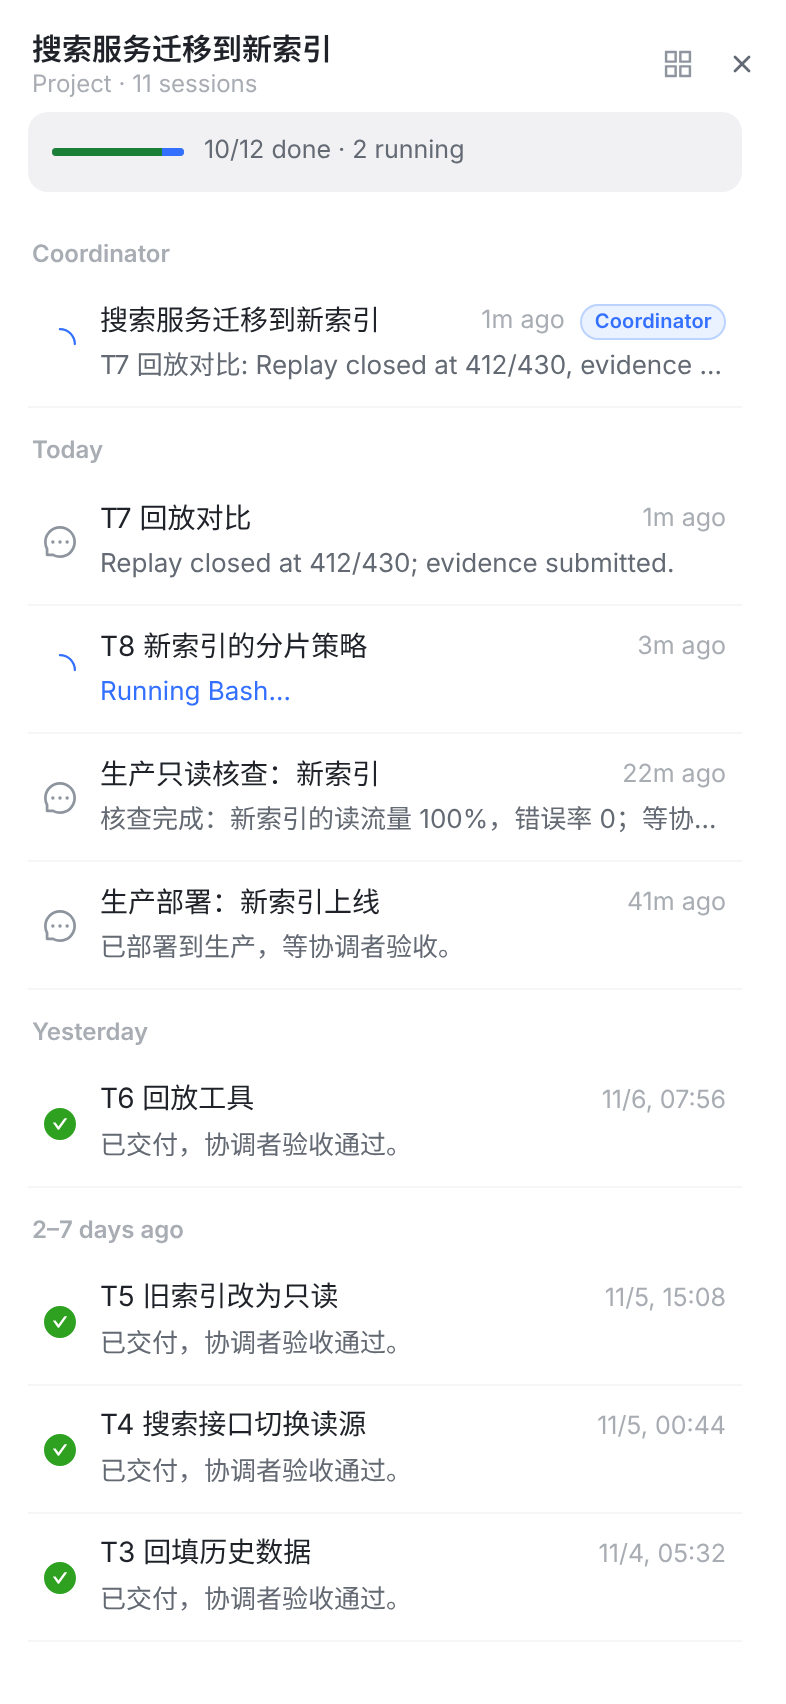 搜索服务迁移到新索引
Project · 11 sessions
10/12 done · 2 running
Coordinator
搜索服务迁移到新索引 1m ago Coordinator
T7 回放对比: Replay closed at 412/430, evidence ...
Today
T7 回放对比 1m ago
Replay closed at 412/430; evidence submitted.
T8 新索引的分片策略 3m ago
Running Bash...
生产只读核查：新索引 22m ago
核查完成：新索引的读流量 100%，错误率 0；等协...
生产部署：新索引上线 41m ago
已部署到生产，等协调者验收。
Yesterday
T6 回放工具 11/6, 07:56
已交付，协调者验收通过。
2–7 days ago
T5 旧索引改为只读 11/5, 15:08
已交付，协调者验收通过。
T4 搜索接口切换读源 11/5, 00:44
已交付，协调者验收通过。
T3 回填历史数据 11/4, 05:32
已交付，协调者验收通过。